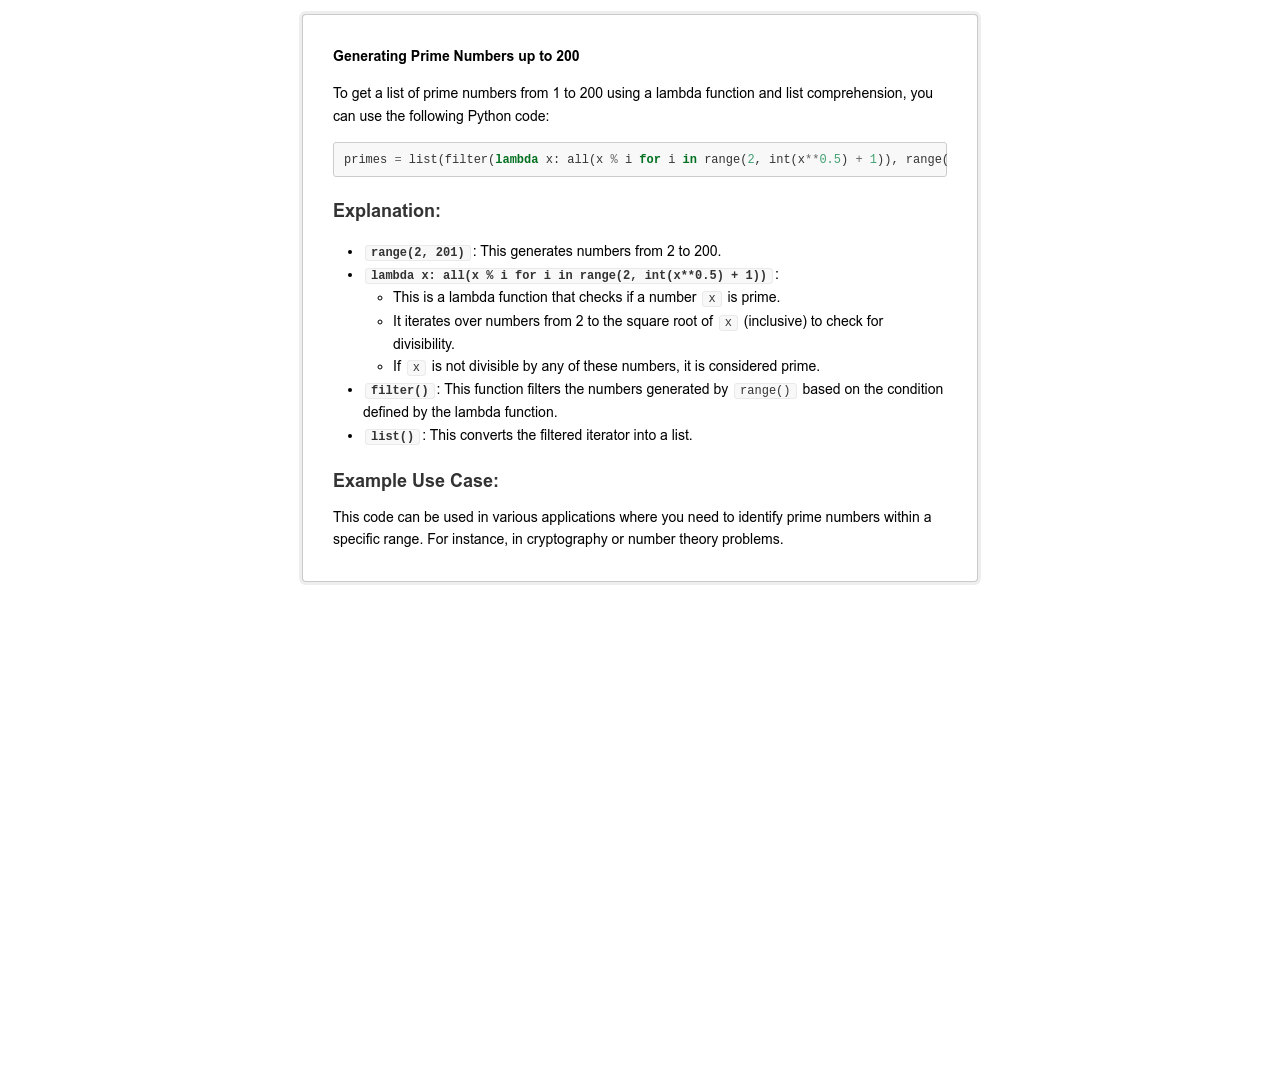 Generating Prime Numbers up to 200
To get a list of prime numbers from 1 to 200 using a lambda function and list comprehension, you
can use the following Python code:
primes = list(filter(lambda x: all(x % i for i in range(2, int(x**0.5) + 1)), range(
Explanation:
• range(2, 201) : This generates numbers from 2 to 200.
• lambda x: all(x % i for i in range(2, int(x**0.5) + 1)) :
◦ This is a lambda function that checks if a number x is prime.
◦ It iterates over numbers from 2 to the square root of x (inclusive) to check for
divisibility.
◦ If x is not divisible by any of these numbers, it is considered prime.
• filter() : This function filters the numbers generated by range() based on the condition
defined by the lambda function.
• list() : This converts the filtered iterator into a list.
Example Use Case:
This code can be used in various applications where you need to identify prime numbers within a
specific range. For instance, in cryptography or number theory problems.